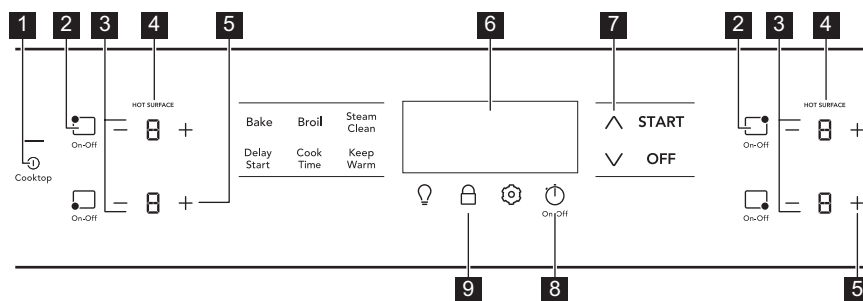 1 2 3 4 5 6 7 2 3 4
HOT SURFACE HOT SURFACE
Bake Broil Steam Clean
START
− 8 + − 8 +
On-Off On-Off
Cooktop
Delay Start Cook Time Keep Warm
OFF
− 8 + − 8 +
On-Off On-Off On-Off
9 8 5